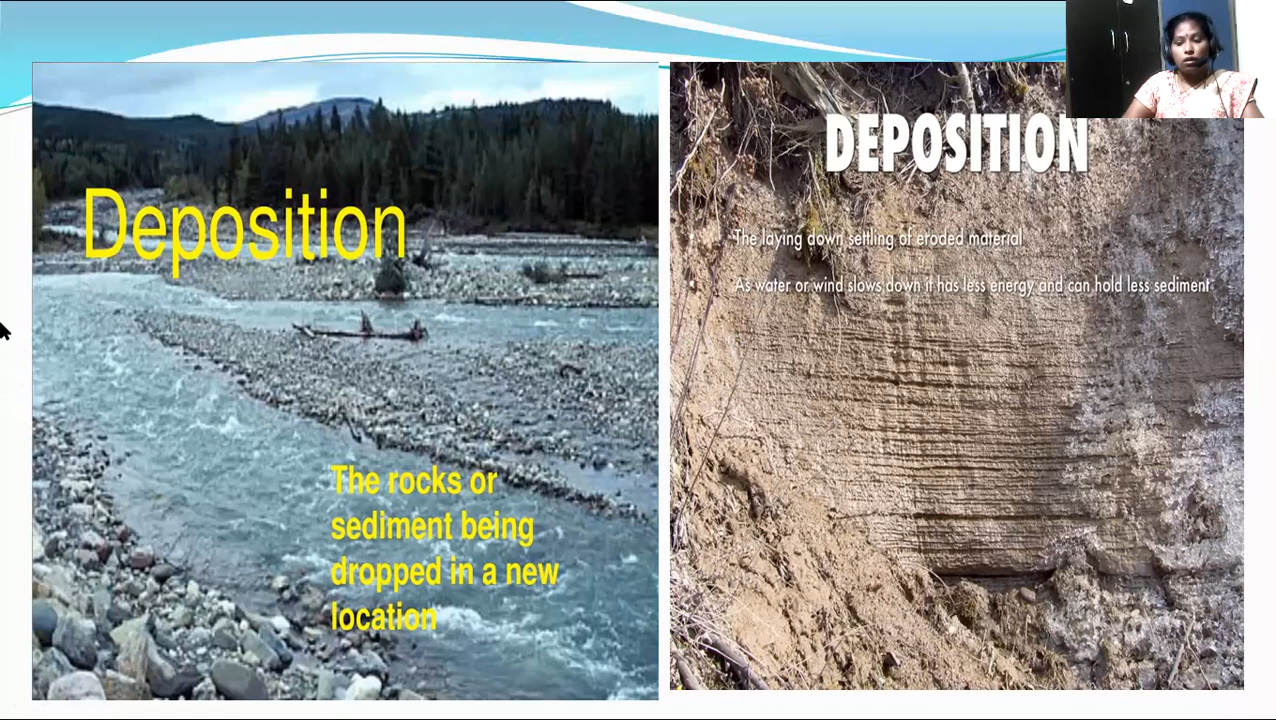 Deposition
The rocks or
sediment being
dropped in a new
location
DEPOSITION
The laying down settling of eroded material
As water or wind slows down it has less energy and can hold less sediment